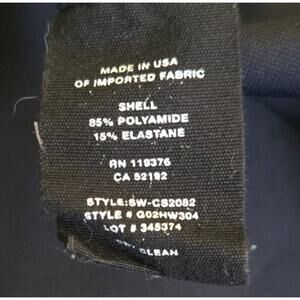 MADE IN USA
OF IMPORTED FABRIC
SHELL
85% POLYAMIDE
15% ELASTANE
RN 119376
CA 52192
STYLE:SW-CS2082
STYLE # G02HW304
LOT # 345374
CLEAN